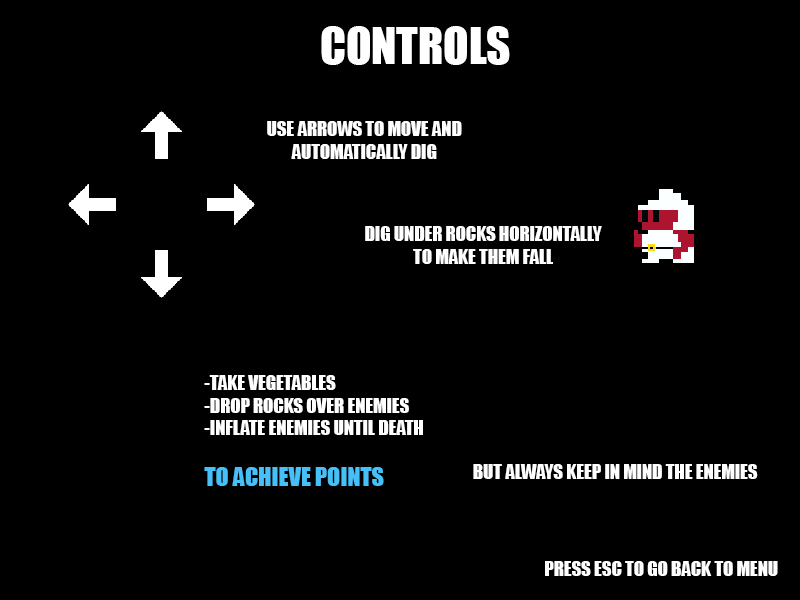 CONTROLS
USE ARROWS TO MOVE AND
AUTOMATICALLY DIG
DIG UNDER ROCKS HORIZONTALLY
TO MAKE THEM FALL
-TAKE VEGETABLES
-DROP ROCKS OVER ENEMIES
-INFLATE ENEMIES UNTIL DEATH
TO ACHIEVE POINTS
BUT ALWAYS KEEP IN MIND THE ENEMIES
PRESS ESC TO GO BACK TO MENU